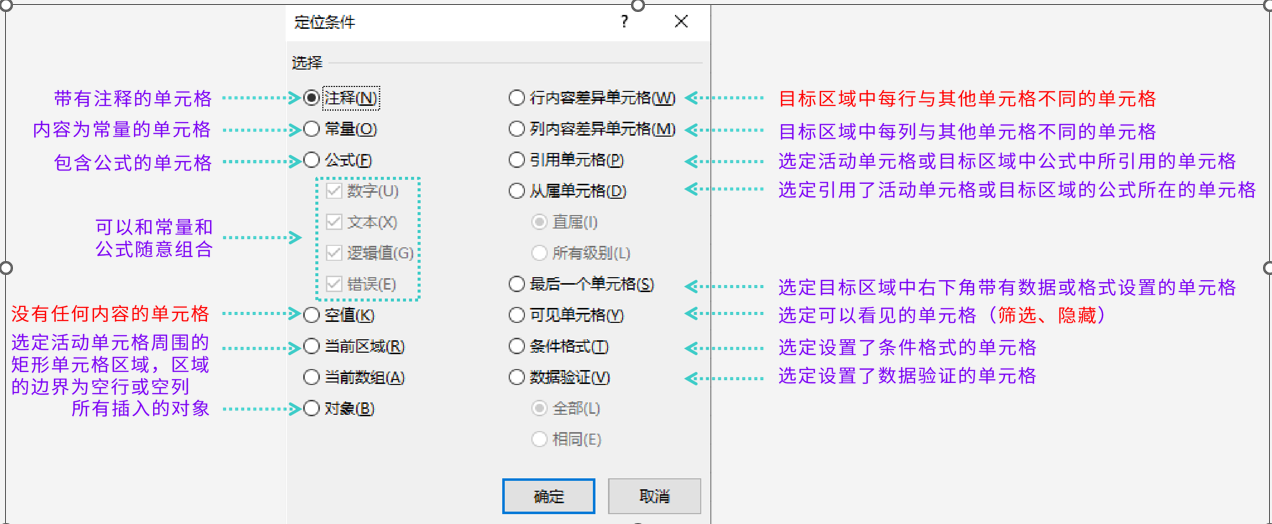 定位条件
?
选择
带有注释的单元格
注释(N)
行内容差异单元格(W)
目标区域中每行与其他单元格不同的单元格
内容为常量的单元格
常量(O)
列内容差异单元格(M)
目标区域中每列与其他单元格不同的单元格
包含公式的单元格
公式(F)
引用单元格(P)
选定活动单元格或目标区域中公式中所引用的单元格
数字(U)
从属单元格(D)
选定引用了活动单元格或目标区域的公式所在的单元格
可以和常量和
公式随意组合
文本(X)
直属(I)
逻辑值(G)
所有级别(L)
错误(E)
最后一个单元格(S)
选定目标区域中右下角带有数据或格式设置的单元格
没有任何内容的单元格
空值(K)
可见单元格(Y)
选定可以看见的单元格（筛选、隐藏）
选定活动单元格周围的
矩形单元格区域，区域
的边界为空行或空列
当前区域(R)
条件格式(T)
选定设置了条件格式的单元格
当前数组(A)
数据验证(V)
选定设置了数据验证的单元格
所有插入的对象
对象(B)
全部(L)
相同(E)
确定
取消